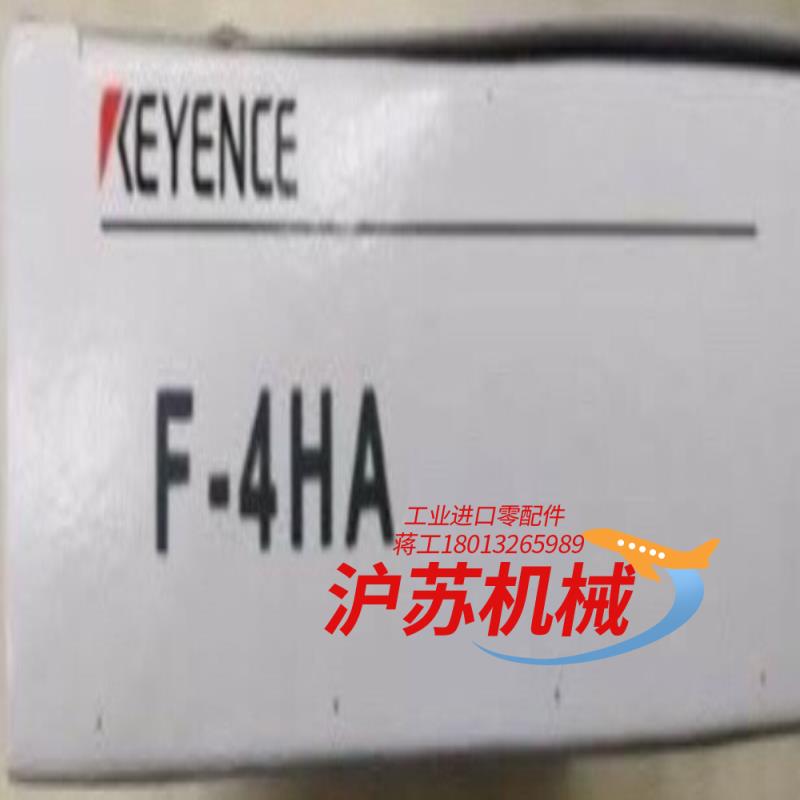 KEYENCE
F-4HA
工业进口零配件
蒋工18013265989
沪苏机械